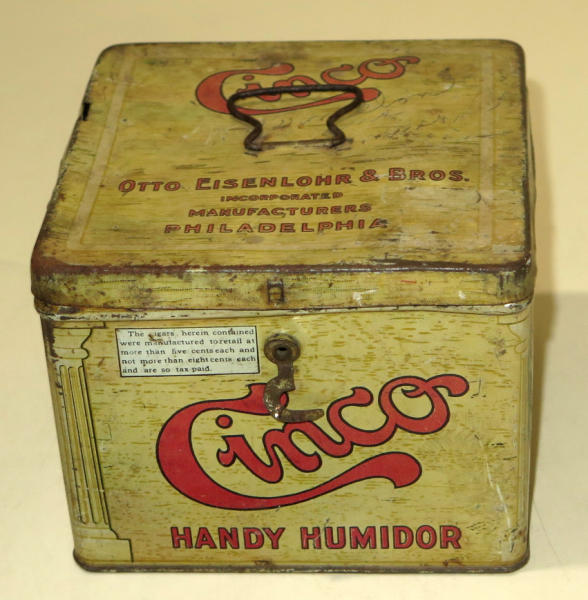 Cinco
OTTO EISENLOHR & BROS.
INCORPORATED
MANUFACTURERS
PHILADELPHIA
The cigars herein contained
were manufactured to retail at
more than five cents each and
not more than eight cents each
and are so tax paid.
Cinco
HANDY HUMIDOR